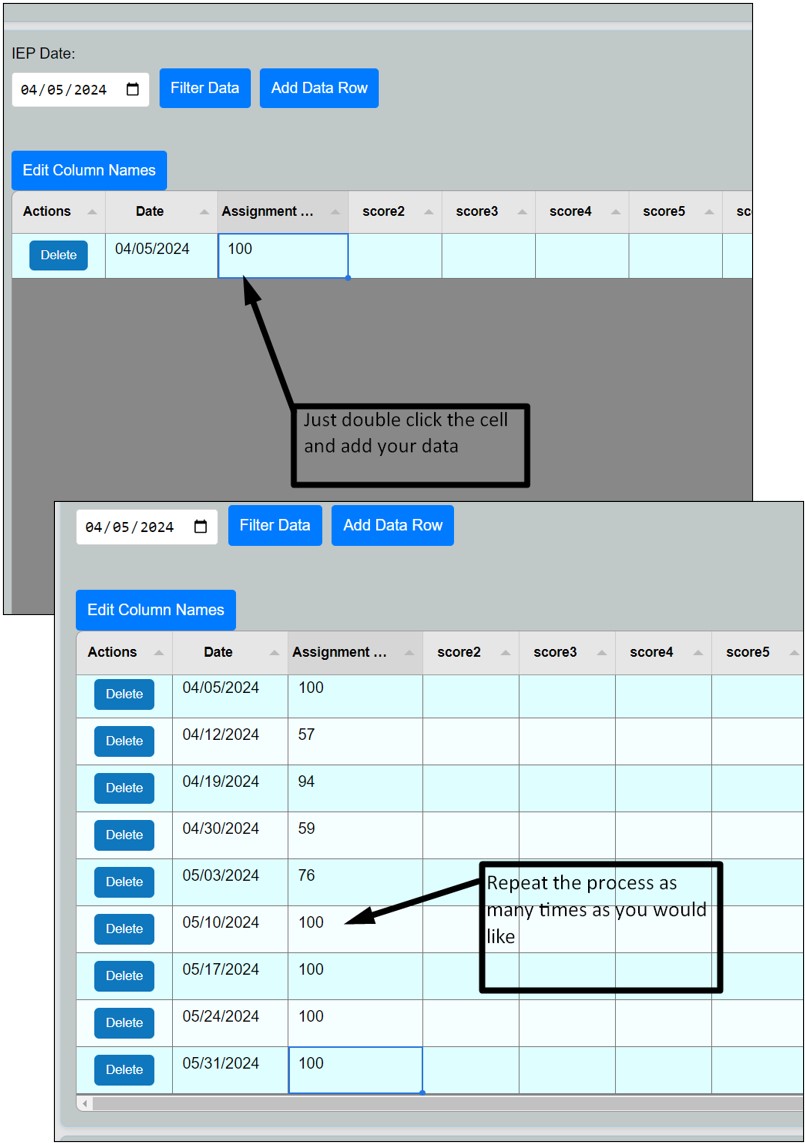 IEP Date:
04/05/2024 Filter Data Add Data Row
Edit Column Names
Actions Date Assignment ... score2 score3 score4 score5 sc
Delete 04/05/2024 100
Just double click the cell
and add your data
04/05/2024 Filter Data Add Data Row
Edit Column Names
Actions Date Assignment ... score2 score3 score4 score5
Delete 04/05/2024 100
Delete 04/12/2024 57
Delete 04/19/2024 94
Delete 04/30/2024 59
Delete 05/03/2024 76
Repeat the process as
many times as you would
like
Delete 05/10/2024 100
Delete 05/17/2024 100
Delete 05/24/2024 100
Delete 05/31/2024 100